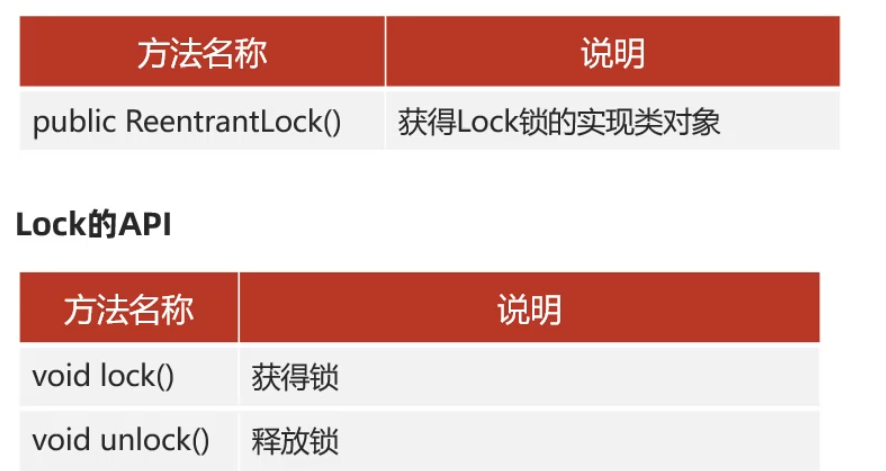 方法名称 说明
public ReentrantLock() 获得Lock锁的实现类对象
Lock的API
方法名称 说明
void lock() 获得锁
void unlock() 释放锁